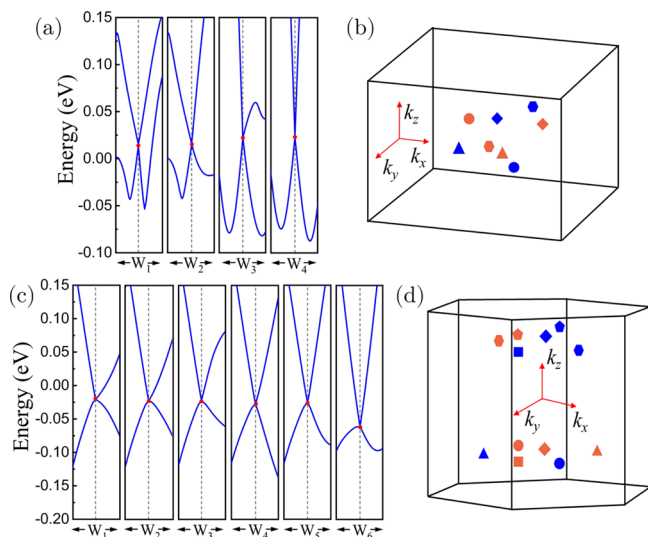 (a)
Energy (eV)
0.15
0.10
0.05
0.00
-0.05
-0.10
W1
W2
W3
W4
(b)
kz
kx
ky
(c)
Energy (eV)
0.15
0.10
0.05
0.00
-0.05
-0.10
-0.15
-0.20
W1
W2
W3
W4
W5
W6
(d)
kz
ky
kx